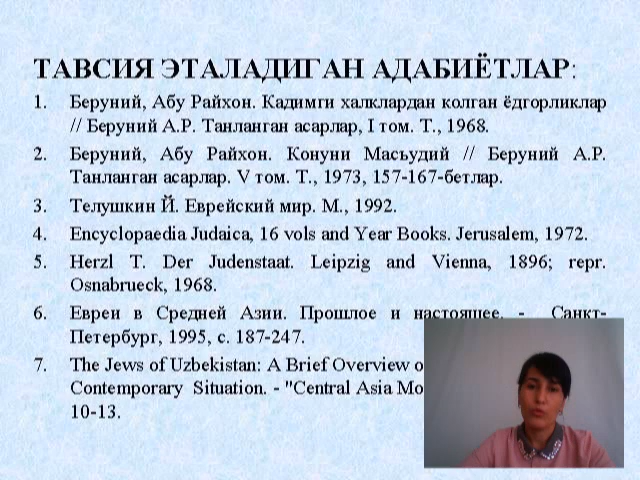 ТАВСИЯ ЭТАЛАДИГАН АДАБИЁТЛАР:
1. Беруний, Абу Райхон. Кадимги халклардан колган ёдгорликлар
// Беруний А.Р. Танланган асарлар, I том. Т., 1968.
2. Беруний, Абу Райхон. Конуни Масьудий // Беруний А.Р.
Танланган асарлар. V том. Т., 1973, 157-167-бетлар.
3. Телушкин Й. Еврейский мир. М., 1992.
4. Encyclopaedia Judaica, 16 vols and Year Books. Jerusalem, 1972.
5. Herzl T. Der Judenstaat. Leipzig and Vienna, 1896; repr.
Osnabrueck, 1968.
6. Евреи в Средней Азии. Прошлое и настоящее. - Санкт-
Петербург, 1995, с. 187-247.
7. The Jews of Uzbekistan: A Brief Overview
Contemporary Situation. - "Central Asia
10-13.